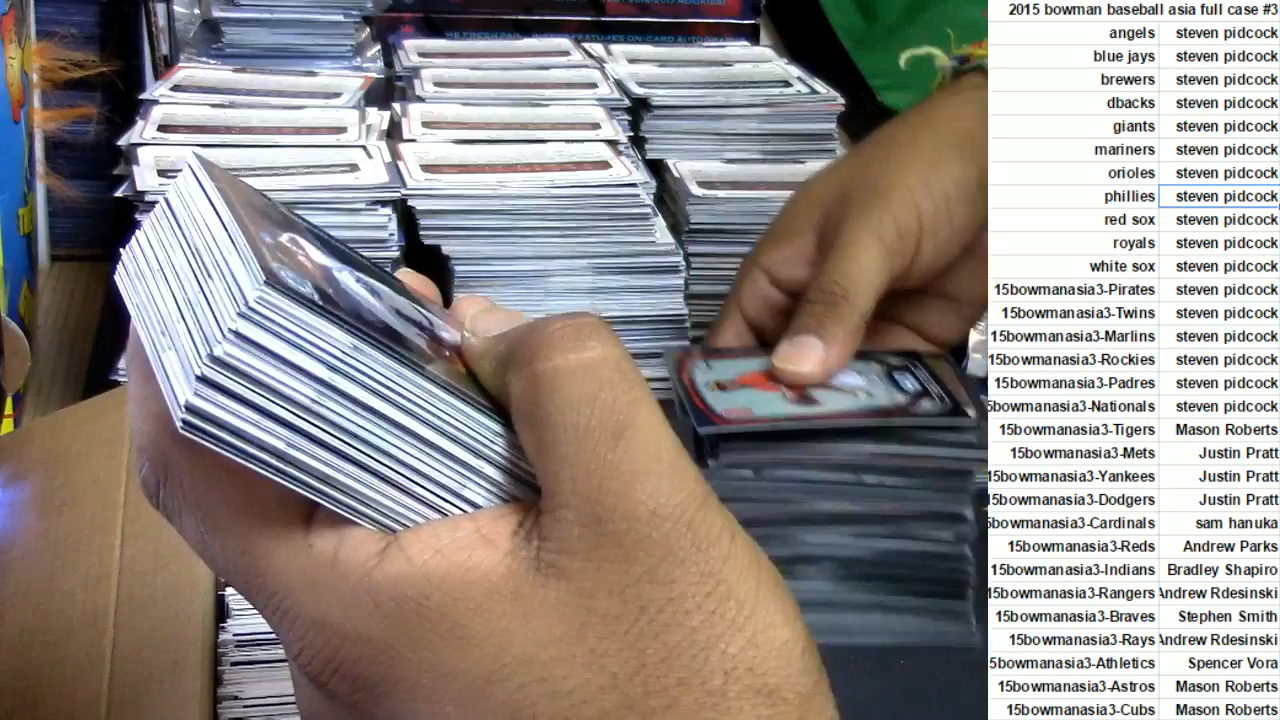 2015 bowman baseball asia full case #3
angels steven pidcock
blue jays steven pidcock
brewers steven pidcock
dbacks steven pidcock
giants steven pidcock
mariners steven pidcock
orioles steven pidcock
phillies steven pidcock
red sox steven pidcock
royals steven pidcock
white sox steven pidcock
15bowmanasia3-Pirates steven pidcock
15bowmanasia3-Twins steven pidcock
15bowmanasia3-Marlins steven pidcock
15bowmanasia3-Rockies steven pidcock
15bowmanasia3-Padres steven pidcock
5bowmanasia3-Nationals steven pidcock
15bowmanasia3-Tigers Mason Roberts
15bowmanasia3-Mets Justin Pratt
15bowmanasia3-Yankees Justin Pratt
15bowmanasia3-Dodgers Justin Pratt
5bowmanasia3-Cardinals sam hanuka
15bowmanasia3-Reds Andrew Parks
15bowmanasia3-Indians Bradley Shapiro
15bowmanasia3-Rangers Andrew Rdesinski
15bowmanasia3-Braves Stephen Smith
15bowmanasia3-Rays Andrew Rdesinski
5bowmanasia3-Athletics Spencer Vora
15bowmanasia3-Astros Mason Roberts
15bowmanasia3-Cubs Mason Roberts